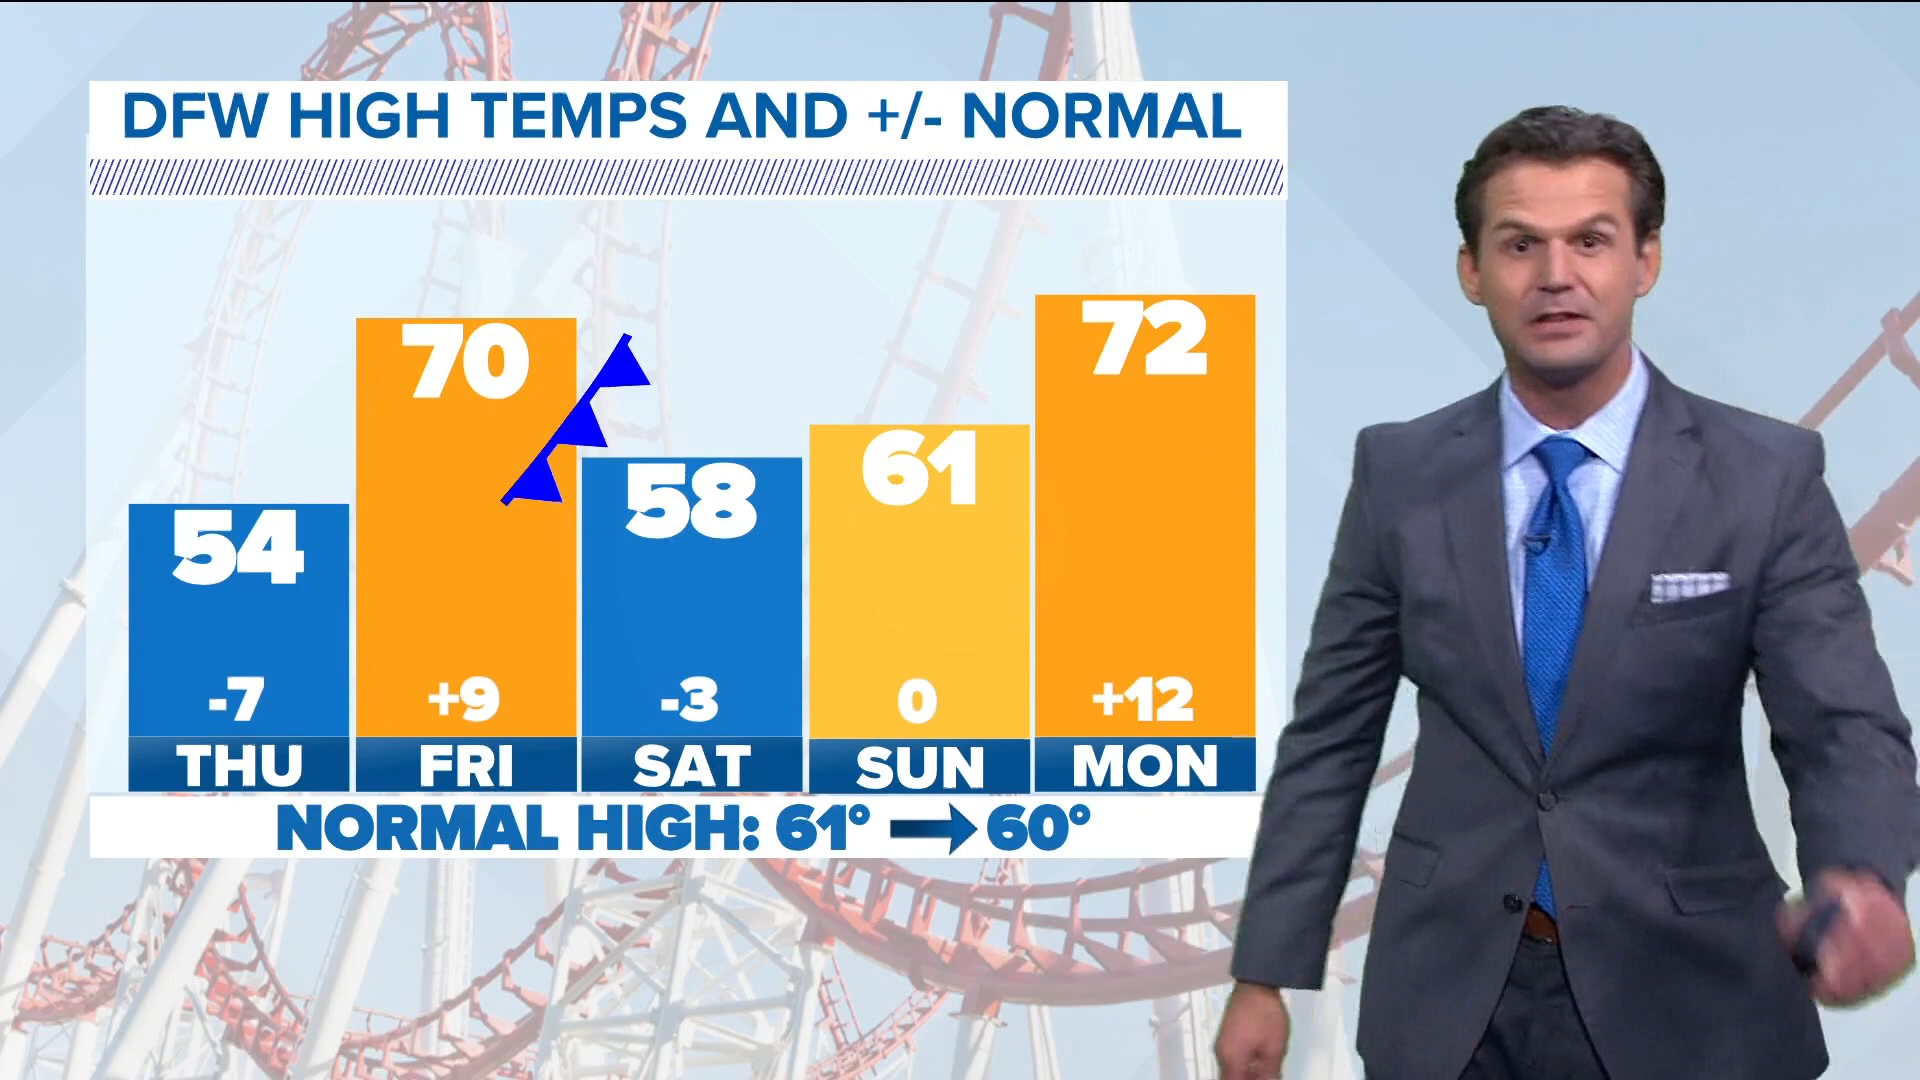 DFW HIGH TEMPS AND +/- NORMAL
54 70 58 61 72
-7 +9 -3 0 +12
THU FRI SAT SUN MON
NORMAL HIGH: 61° → 60°